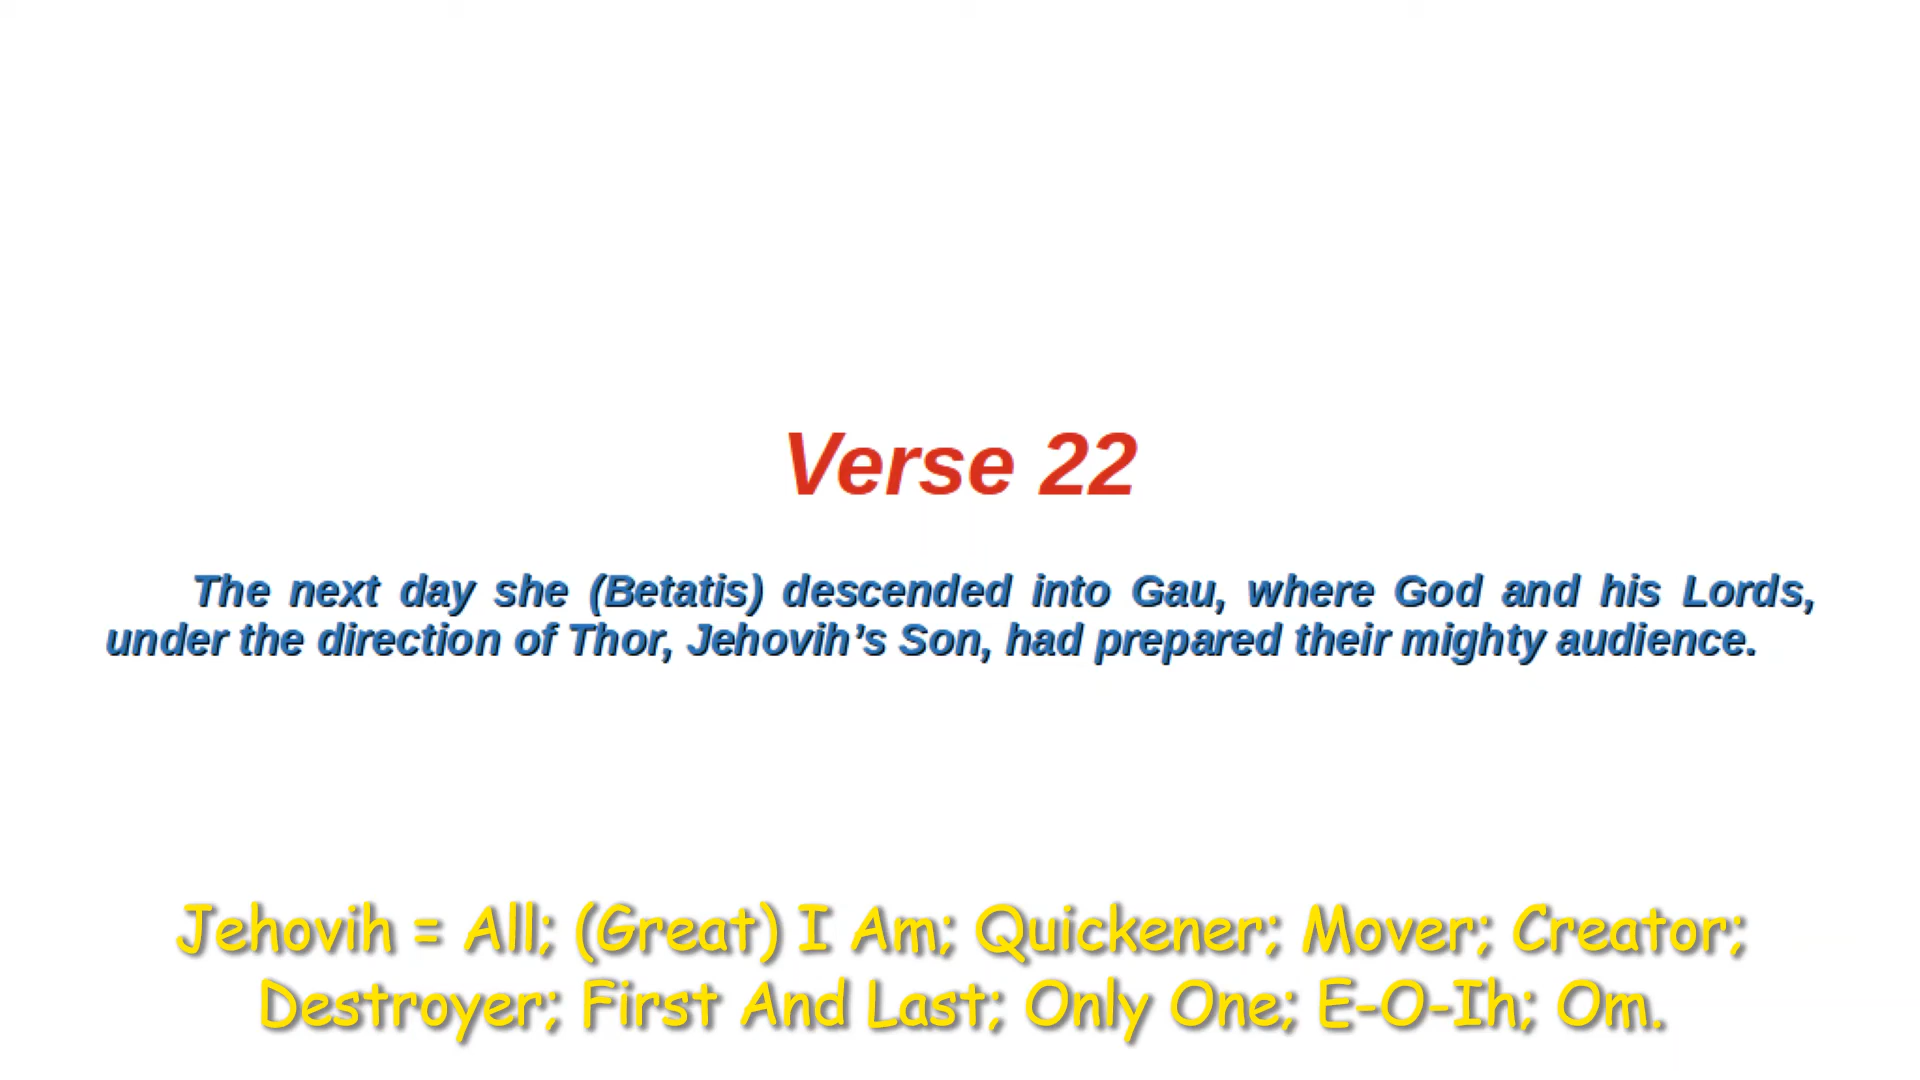 Verse 22
The next day she (Betatis) descended into Gau, where God and his Lords,
under the direction of Thor, Jehovih’s Son, had prepared their mighty audience.
Jehovih = All; (Great) I Am; Quickener; Mover; Creator;
Destroyer; First And Last; Only One; E-O-Ih; Om.